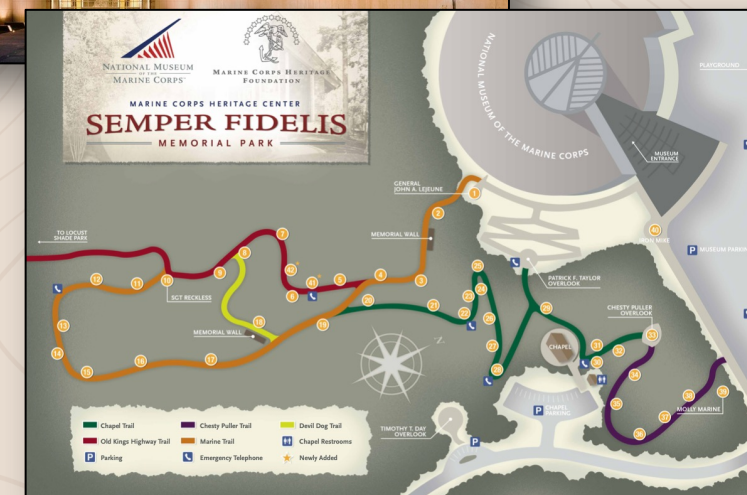 NATIONAL MUSEUM
OF THE
MARINE CORPS
MARINE CORPS HERITAGE
FOUNDATION
MARINE CORPS HERITAGE CENTER
SEMPER FIDELIS
MEMORIAL PARK
NATIONAL MUSEUM OF THE MARINE CORPS
PLAYGROUND
MUSEUM
ENTRANCE
GENERAL
JOHN A. LEJEUNE
1
2
MEMORIAL WALL
TO LOCUST
SHADE PARK
40
IRON MIKE
P MUSEUM PARKIN
7
8
9
42
41
6
5
4
3
10
11
12
SGT RECKLESS
PATRICK F. TAYLOR
OVERLOOK
CHESTY PULLER
OVERLOOK
25
24
23
22
21
20
19
18
MEMORIAL WALL
13
14
15
16
17
26
27
28
29
CHAPEL
31
30
32
33
34
35
36
37
38
39
MOLLY MARINE
P CHAPEL
PARKING
TIMOTHY T. DAY
OVERLOOK
P
Chapel Trail
Chesty Puller Trail
Devil Dog Trail
Old Kings Highway Trail
Marine Trail
Chapel Restrooms
P Parking
Emergency Telephone
Newly Added